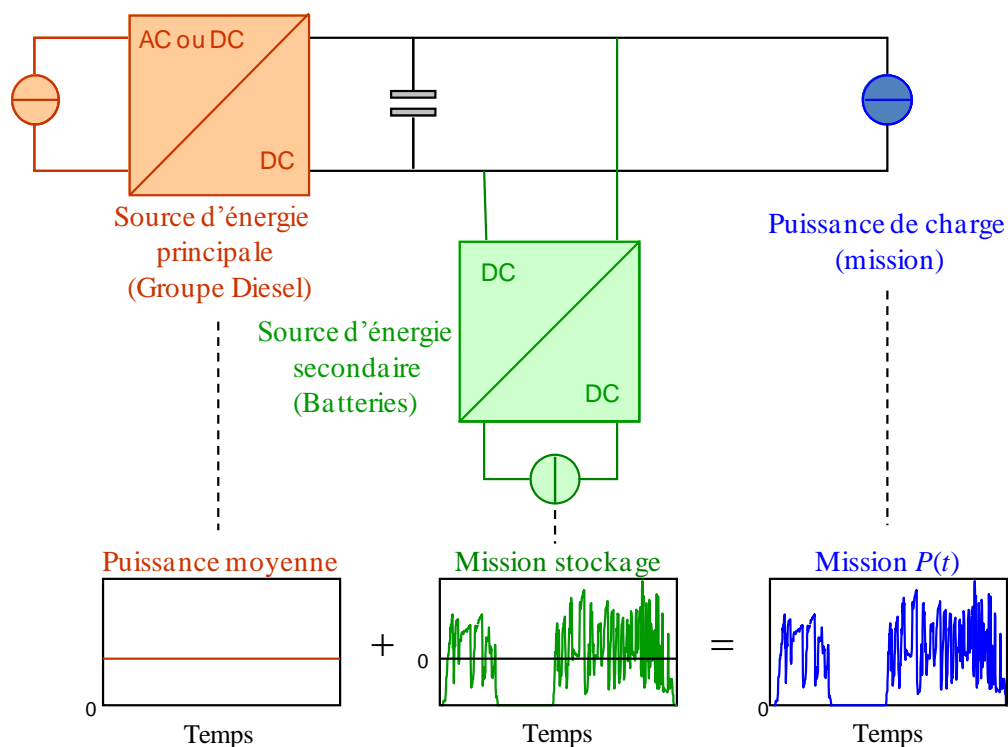 AC ou DC
DC
Source d'énergie
principale
(Groupe Diesel)
Puissance de charge
(mission)
DC
DC
Source d'énergie
secondaire
(Batteries)
Puissance moyenne
0
Temps
+
Mission stockage
0
Temps
=
Mission P(t)
0
Temps